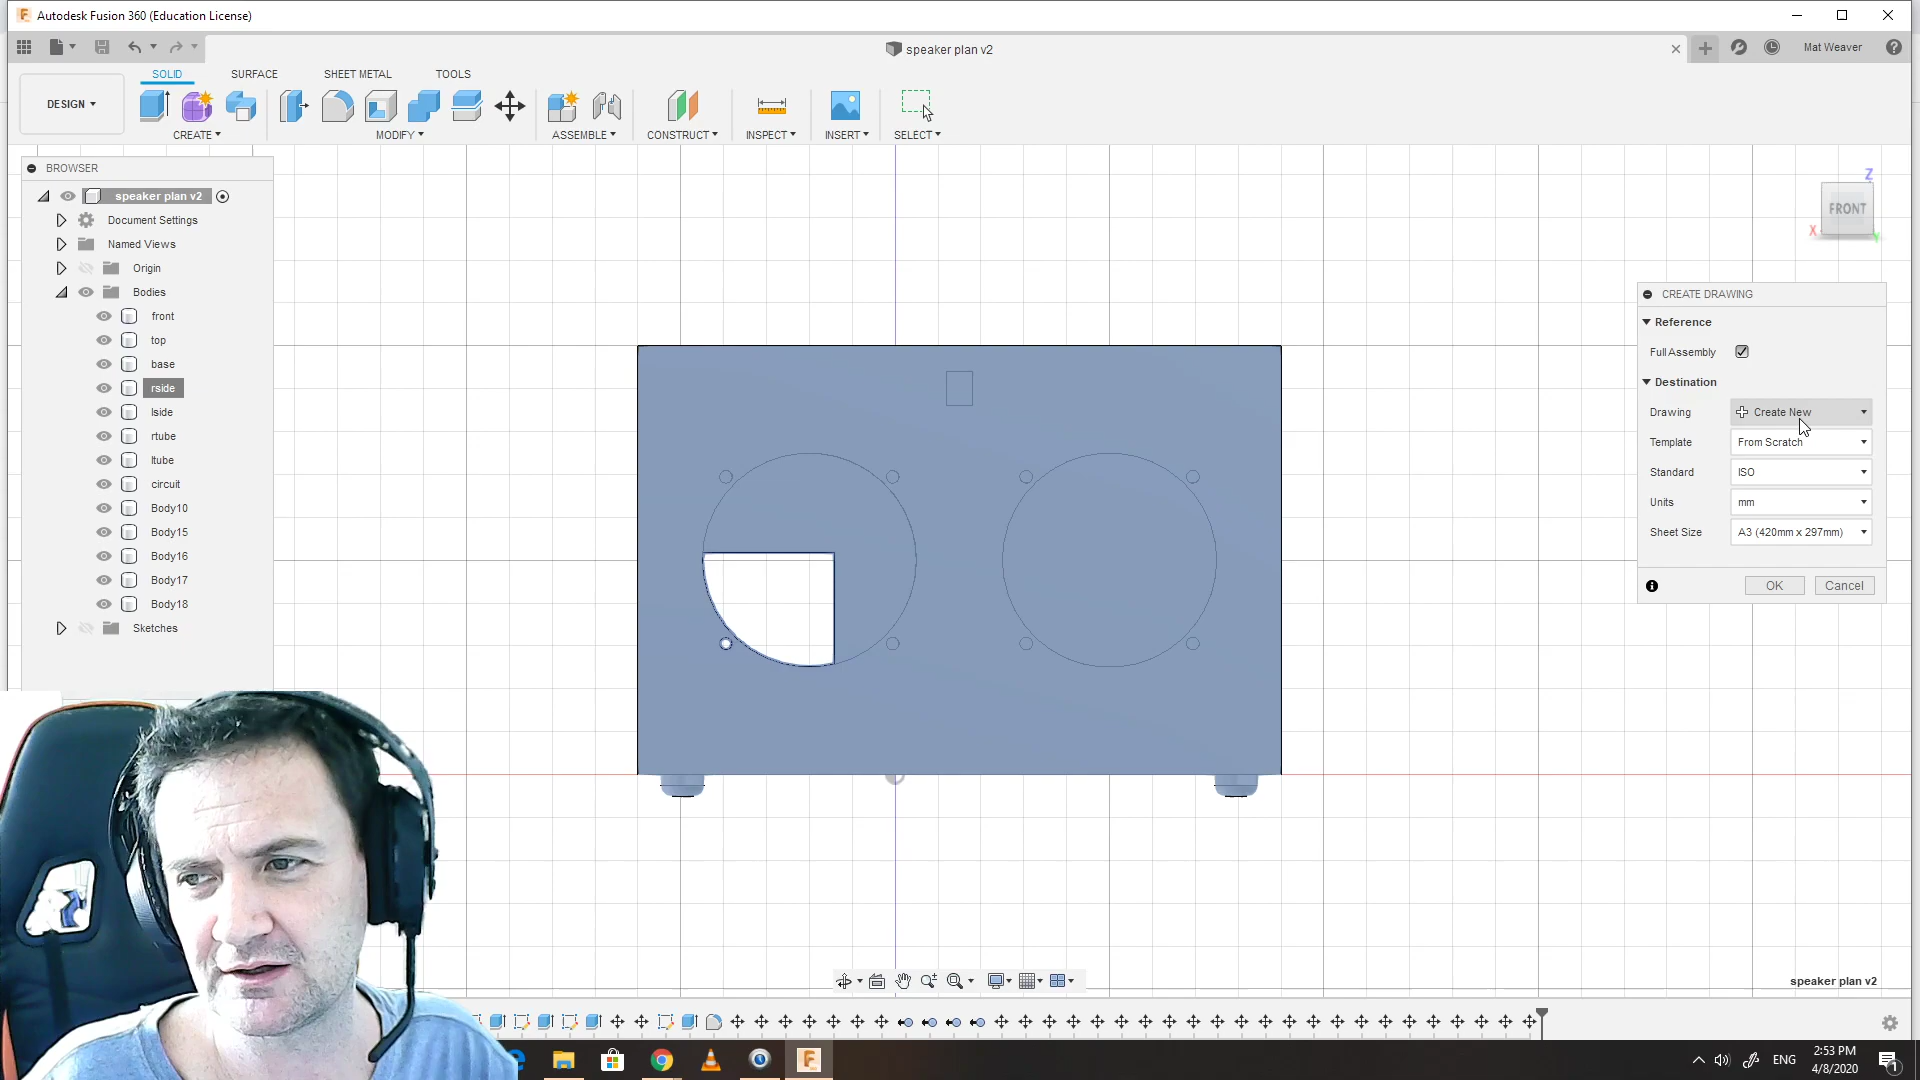 Autodesk Fusion 360 (Education License)
speaker plan v2
Mat Weaver
SOLID SURFACE SHEET METAL TOOLS
DESIGN
CREATE MODIFY ASSEMBLE CONSTRUCT INSPECT INSERT SELECT
BROWSER
speaker plan v2
Document Settings
Named Views
Origin
Bodies
front
top
base
rside
lside
rtube
ltube
circuit
Body10
Body15
Body16
Body17
Body18
Sketches
Z
FRONT
X
Y
CREATE DRAWING
Reference
Full Assembly
Destination
Drawing Create New
Template From Scratch
Standard ISO
Units mm
Sheet Size A3 (420mm x 297mm)
OK Cancel
speaker plan v2
ENG
2:53 PM
4/8/2020
1